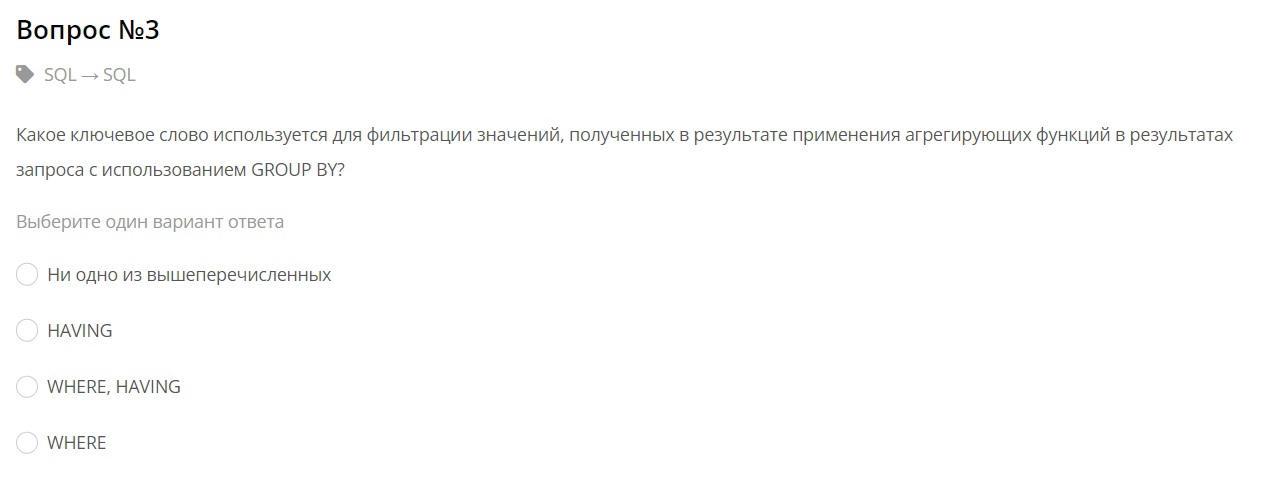 Вопрос №3
SQL → SQL
Какое ключевое слово используется для фильтрации значений, полученных в результате применения агрегирующих функций в результатах
запроса с использованием GROUP BY?
Выберите один вариант ответа
Ни одно из вышеперечисленных
HAVING
WHERE, HAVING
WHERE